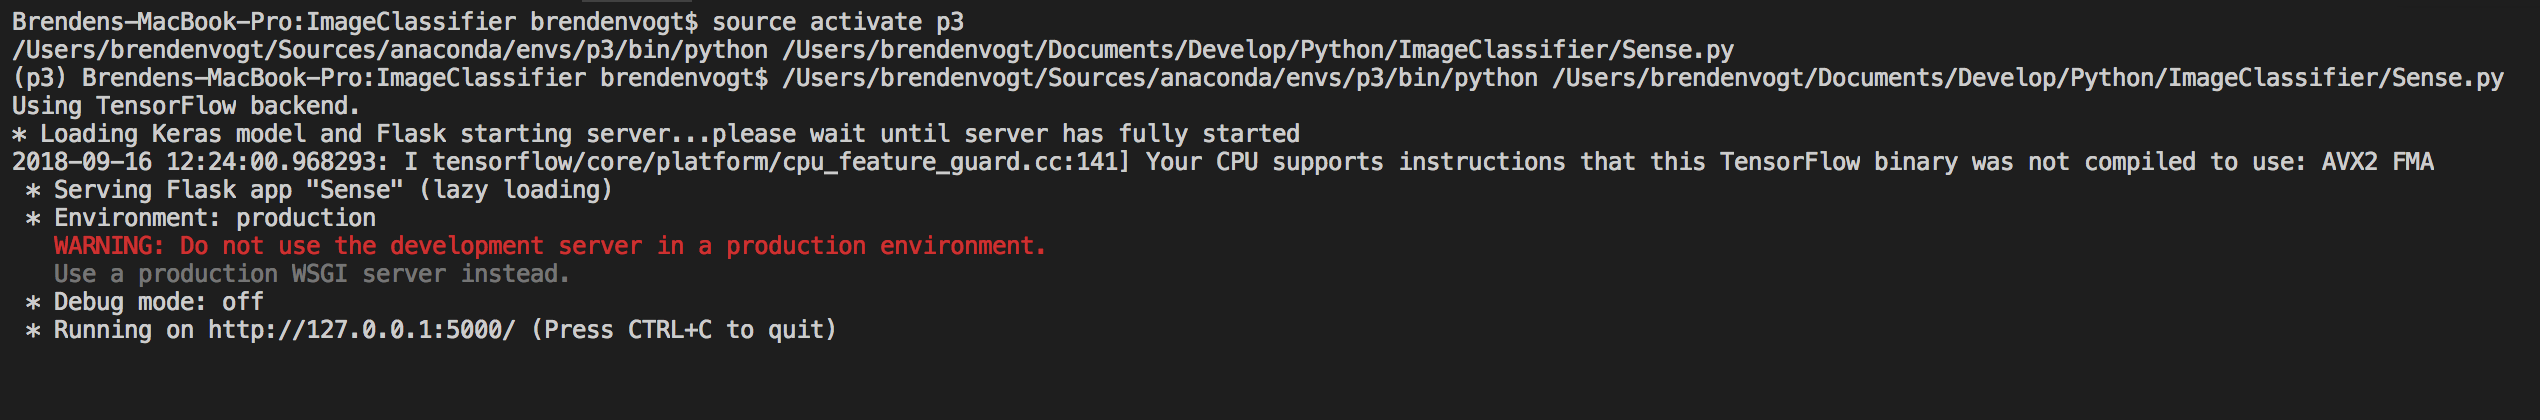 Brendens-MacBook-Pro:ImageClassifier brendenvogt$ source activate p3
/Users/brendenvogt/Sources/anaconda/envs/p3/bin/python /Users/brendenvogt/Documents/Develop/Python/ImageClassifier/Sense.py
(p3) Brendens-MacBook-Pro:ImageClassifier brendenvogt$ /Users/brendenvogt/Sources/anaconda/envs/p3/bin/python /Users/brendenvogt/Documents/Develop/Python/ImageClassifier/Sense.py
Using TensorFlow backend.
* Loading Keras model and Flask starting server...please wait until server has fully started
2018-09-16 12:24:00.968293: I tensorflow/core/platform/cpu_feature_guard.cc:141] Your CPU supports instructions that this TensorFlow binary was not compiled to use: AVX2 FMA
 * Serving Flask app "Sense" (lazy loading)
 * Environment: production
   WARNING: Do not use the development server in a production environment.
   Use a production WSGI server instead.
 * Debug mode: off
 * Running on http://127.0.0.1:5000/ (Press CTRL+C to quit)